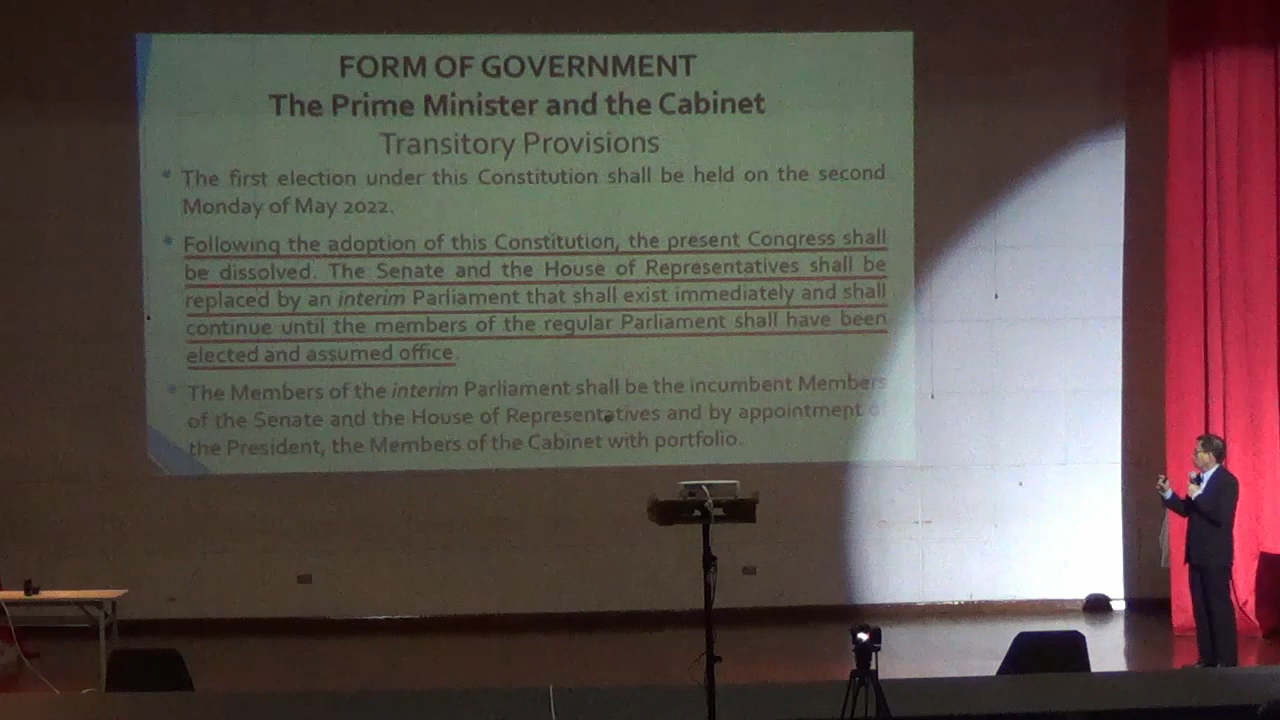 FORM OF GOVERNMENT
The Prime Minister and the Cabinet
Transitory Provisions
The first election under this Constitution shall be held on the second
Monday of May 2022.
Following the adoption of this Constitution, the present Congress shall
be dissolved. The Senate and the House of Representatives shall be
replaced by an interim Parliament that shall exist immediately and shall
continue until the members of the regular Parliament shall have been
elected and assumed office.
The Members of the interim Parliament shall be the incumbent Members
of the Senate and the House of Representatives and by appointment of
the President, the Members of the Cabinet with portfolio.